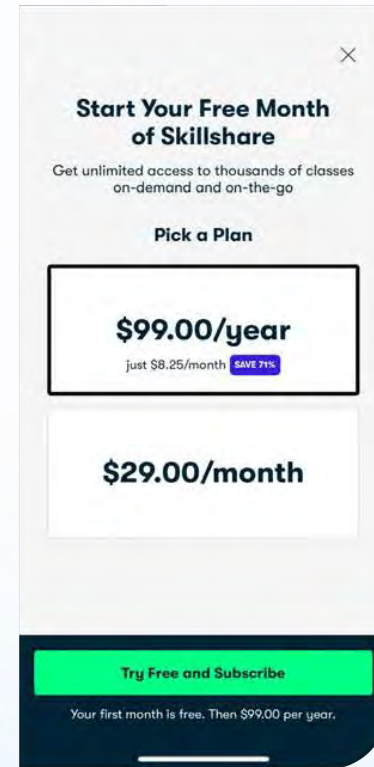 Start Your Free Month
of Skillshare
Get unlimited access to thousands of classes
on-demand and on-the-go
Pick a Plan
$99.00/year
just $8.25/month SAVE 71%
$29.00/month
Try Free and Subscribe
Your first month is free. Then $99.00 per year.